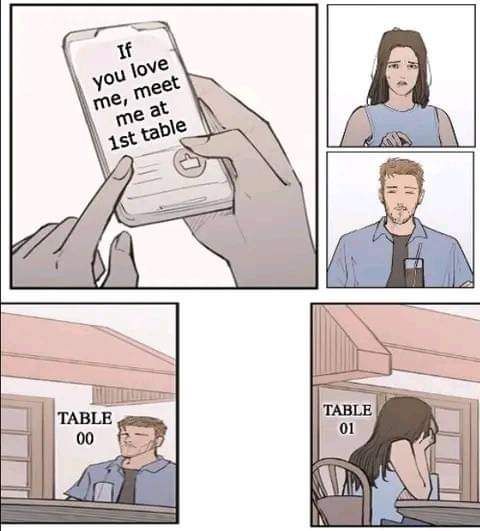 If
you love
me, meet
me at
1st table
TABLE
00
TABLE
01